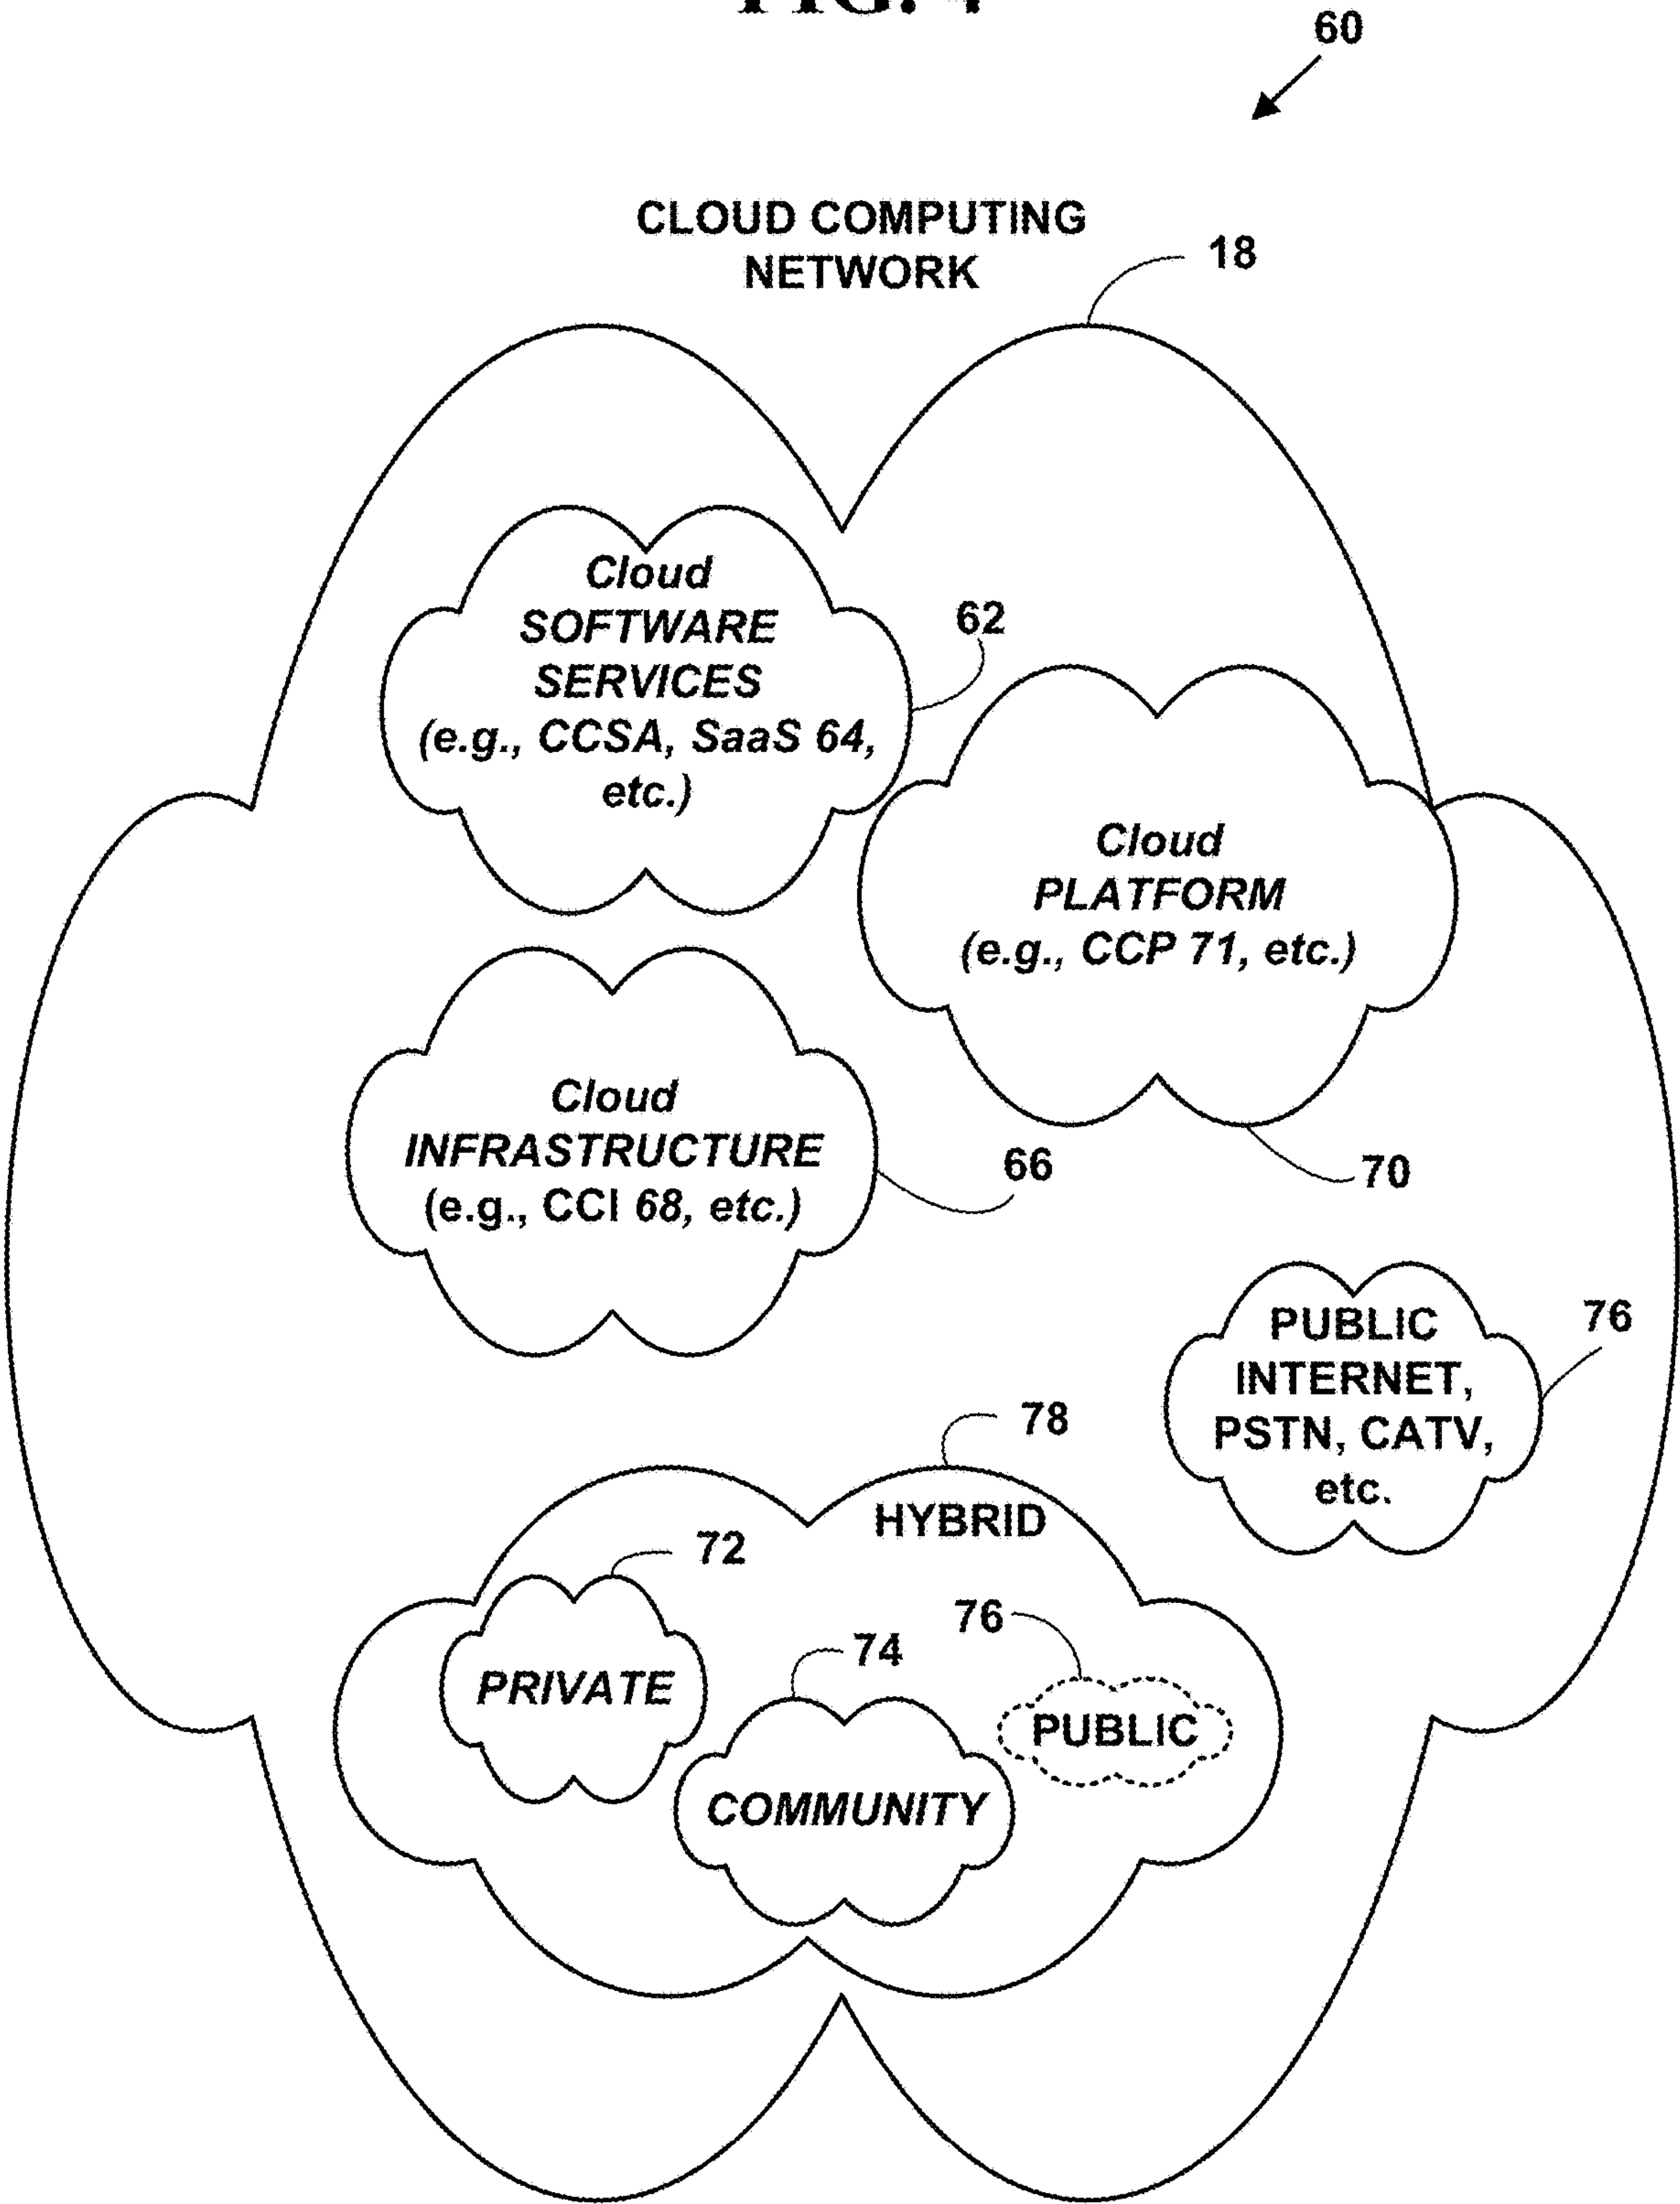 60
CLOUD COMPUTING
NETWORK
18
Cloud
SOFTWARE
SERVICES
(e.g., CCSA, SaaS 64,
etc.)
62
Cloud
PLATFORM
(e.g., CCP 71, etc.)
70
Cloud
INFRASTRUCTURE
(e.g., CCI 68, etc.)
66
PUBLIC
INTERNET,
PSTN, CATV,
etc.
76
78
HYBRID
72
PRIVATE
74
COMMUNITY
76
PUBLIC